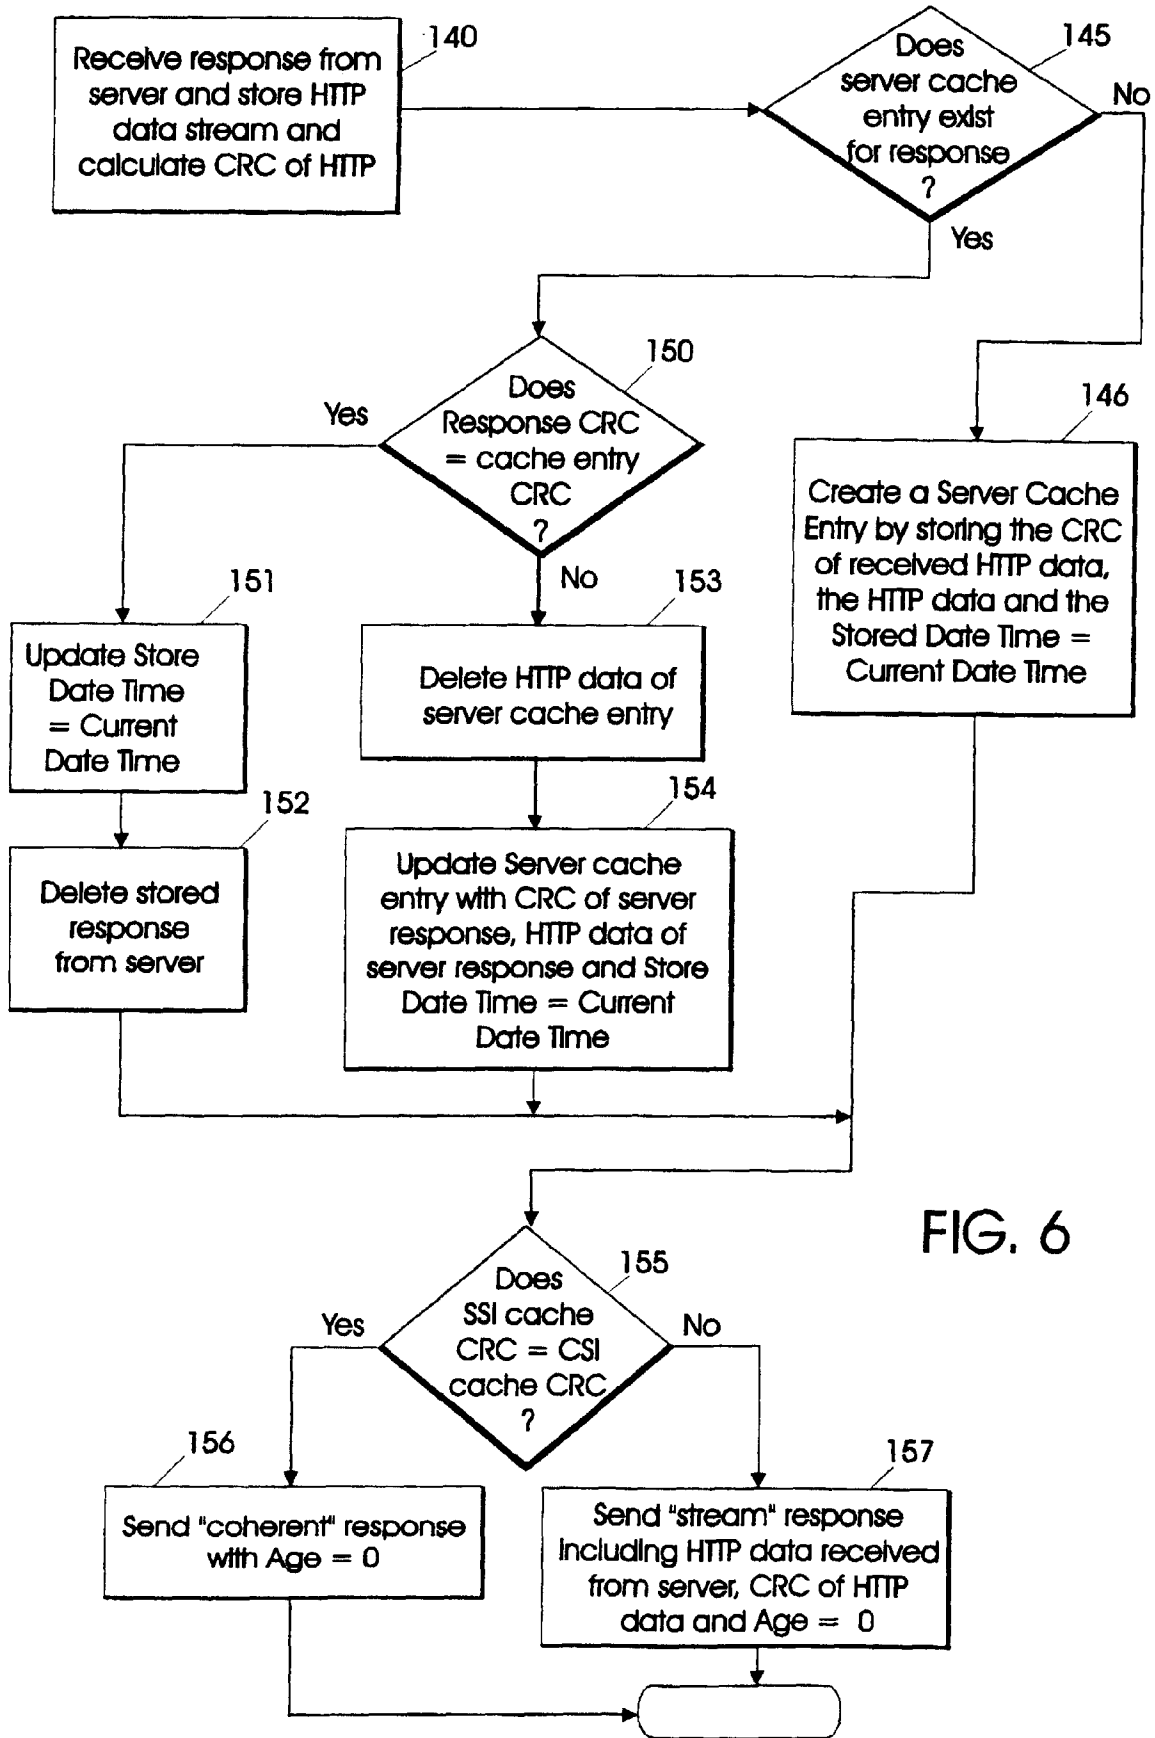 140
Receive response from
server and store HTTP
data stream and
calculate CRC of HTTP
145
Does
server cache
entry exist
for response
?
No
Yes
150
Does
Response CRC
= cache entry
CRC
?
Yes
No
146
Create a Server Cache
Entry by storing the CRC
of received HTTP data,
the HTTP data and the
Stored Date Time =
Current Date Time
151
Update Store
Date Time
= Current
Date Time
153
Delete HTTP data of
server cache entry
152
Delete stored
response
from server
154
Update Server cache
entry with CRC of server
response, HTTP data of
server response and Store
Date Time = Current
Date Time
FIG. 6
155
Does
SSI cache
CRC = CSI
cache CRC
?
Yes
No
156
Send "coherent" response
with Age = 0
157
Send "stream" response
Including HTTP data received
from server, CRC of HTTP
data and Age = 0